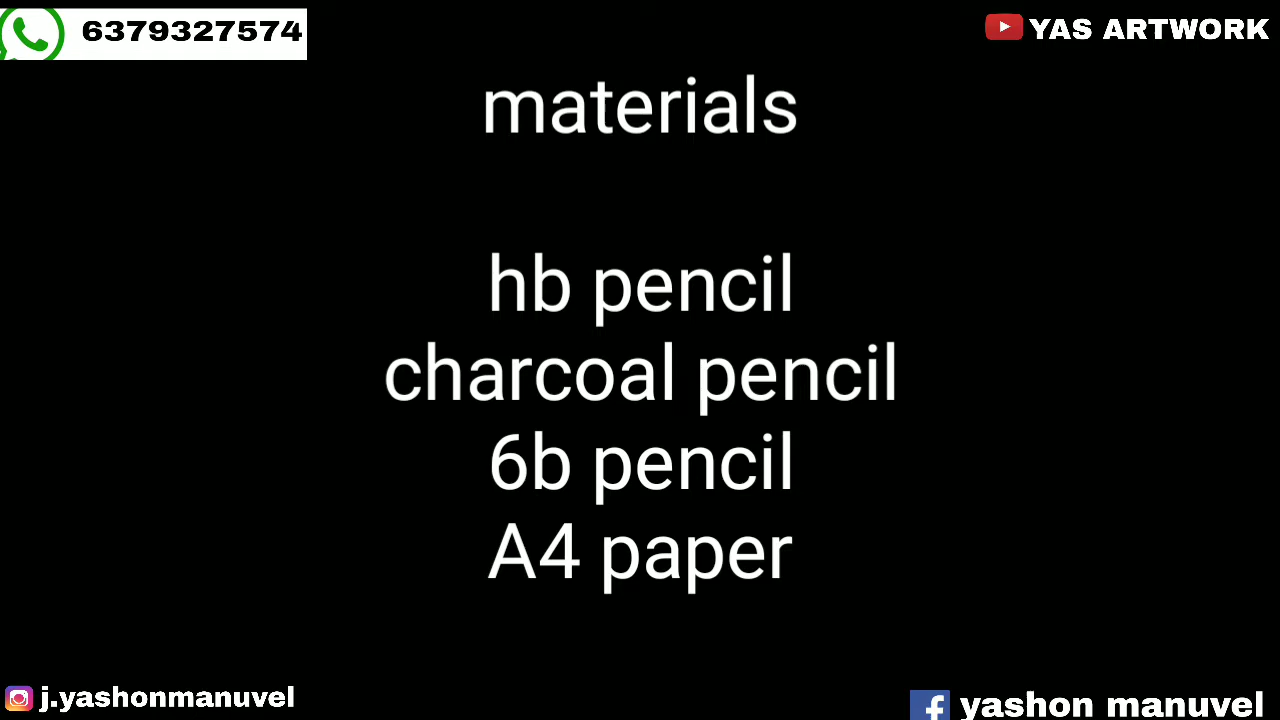 6379327574
YAS ARTWORK
materials
hb pencil
charcoal pencil
6b pencil
A4 paper
j.yashonmanuvel
yashon manuvel